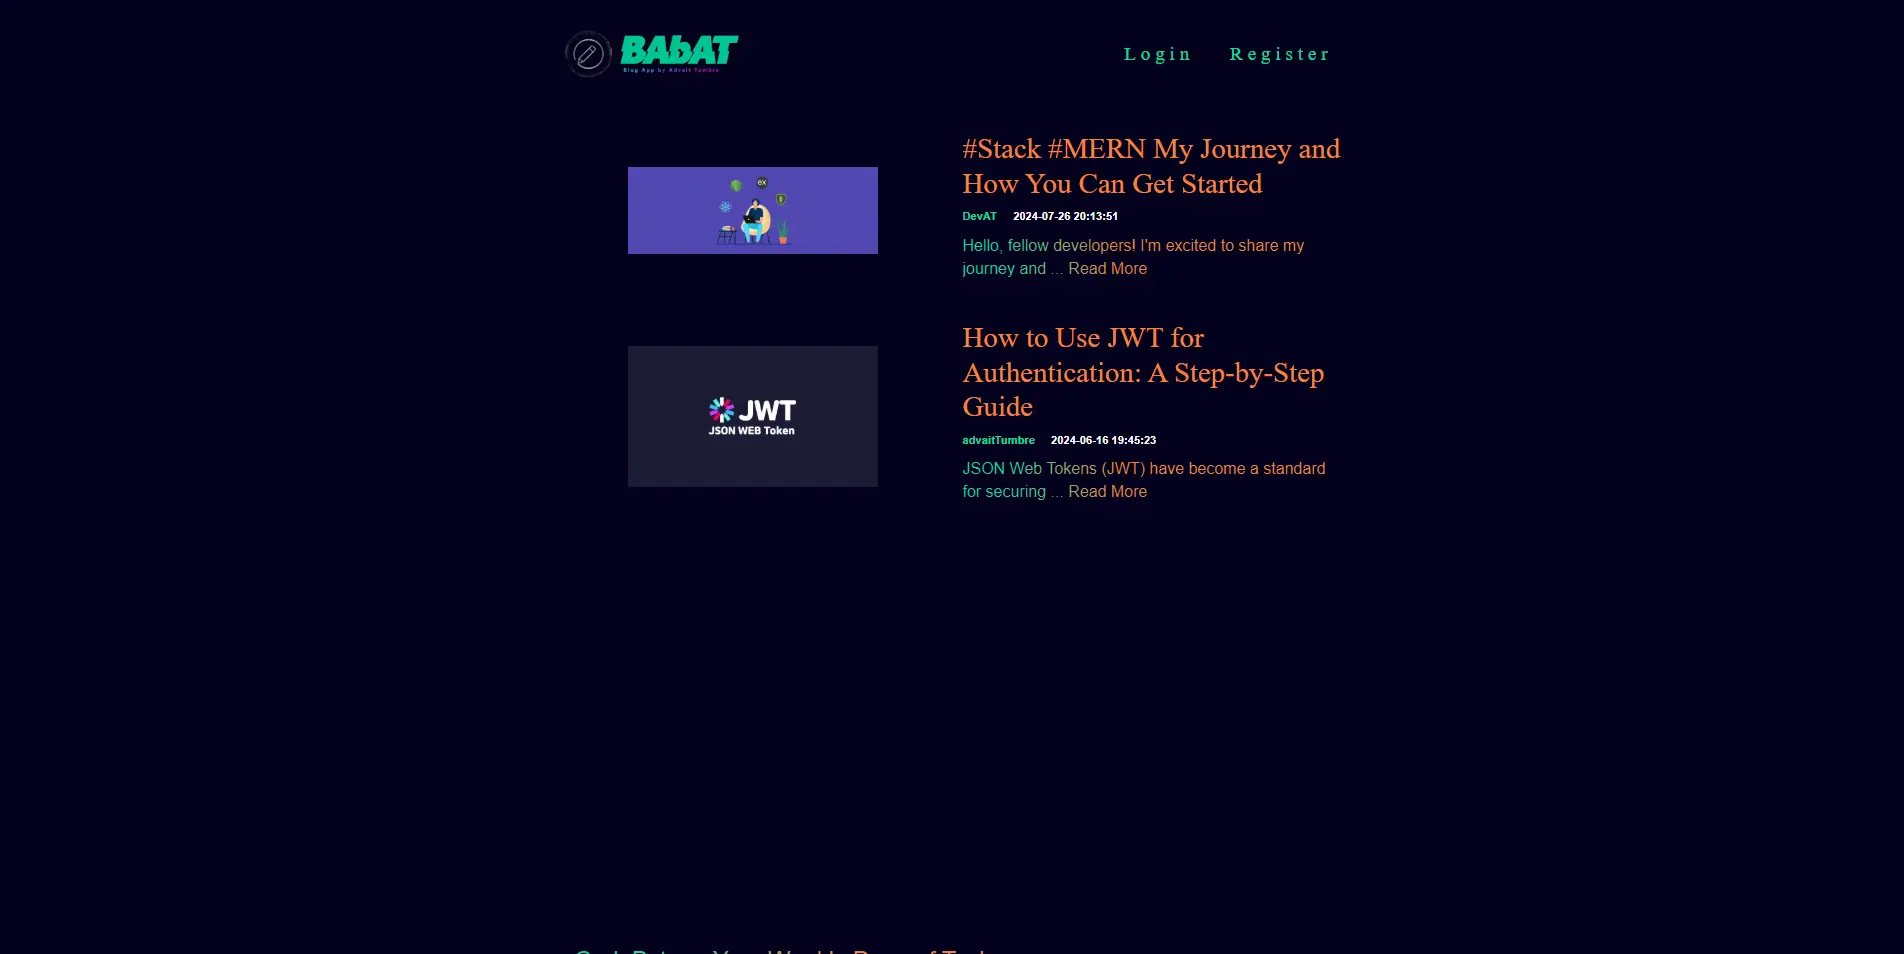 BAbAT
Blog App by Advait Tumbre
Login Register
#Stack #MERN My Journey and
How You Can Get Started
DevAT 2024-07-26 20:13:51
Hello, fellow developers! I'm excited to share my
journey and ... Read More
ex
How to Use JWT for
Authentication: A Step-by-Step
Guide
advaitTumbre 2024-06-16 19:45:23
JSON Web Tokens (JWT) have become a standard
for securing ... Read More
JWT
JSON WEB Token